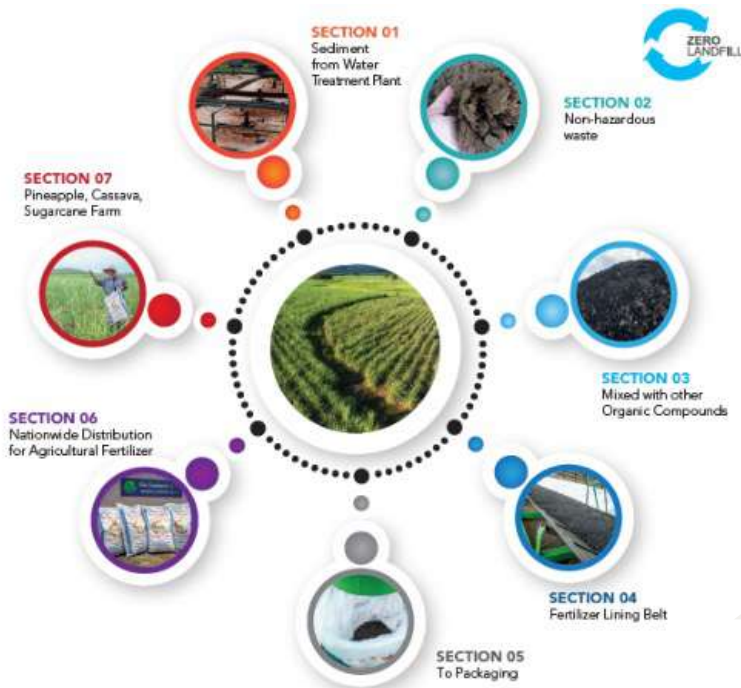 SECTION 01
Sediment
from Water
Treatment Plant
ZERO
LANDFILL
SECTION 02
Non-hazardous
waste
SECTION 03
Mixed with other
Organic Compounds
SECTION 04
Fertilizer Lining Belt
SECTION 05
To Packaging
SECTION 06
Nationwide Distribution
for Agricultural Fertilizer
SECTION 07
Pineapple, Cassava,
Sugarcane Farm